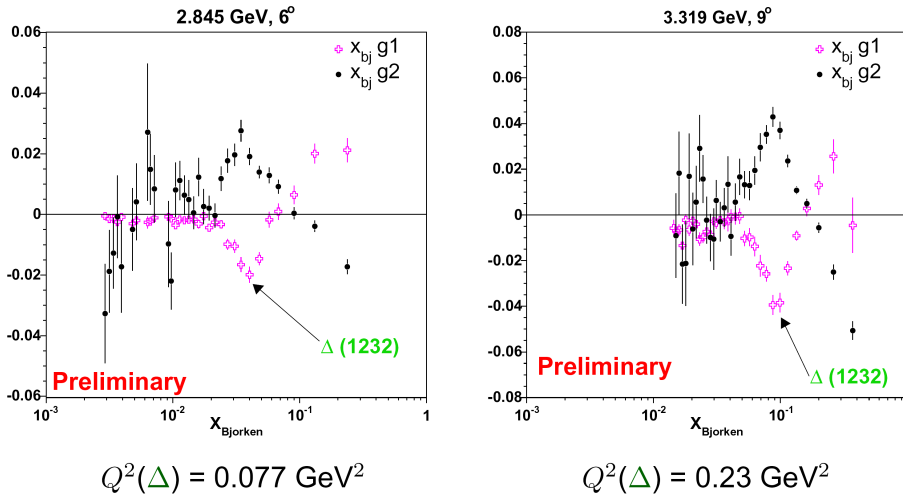 2.845 GeV, 6°
0.06
0.04
0.02
0
-0.02
-0.04
-0.06
x_bj g1
x_bj g2
Δ (1232)
Preliminary
10^-3
10^-2
10^-1
1
X_Bjorken
Q²(Δ) = 0.077 GeV²
3.319 GeV, 9°
0.08
0.06
0.04
0.02
0
-0.02
-0.04
-0.06
-0.08
x_bj g1
x_bj g2
Δ (1232)
Preliminary
10^-3
10^-2
10^-1
X_Bjorken
Q²(Δ) = 0.23 GeV²